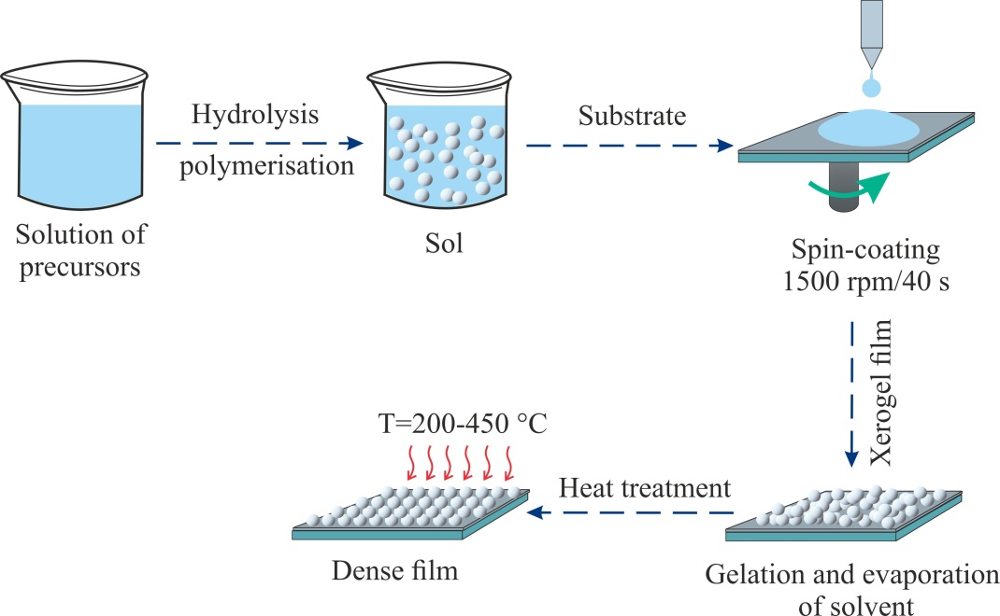 Hydrolysis
polymerisation
Substrate
Solution of
precursors
Sol
Spin-coating
1500 rpm/40 s
Xerogel film
T=200-450 °C
Heat treatment
Dense film
Gelation and evaporation
of solvent